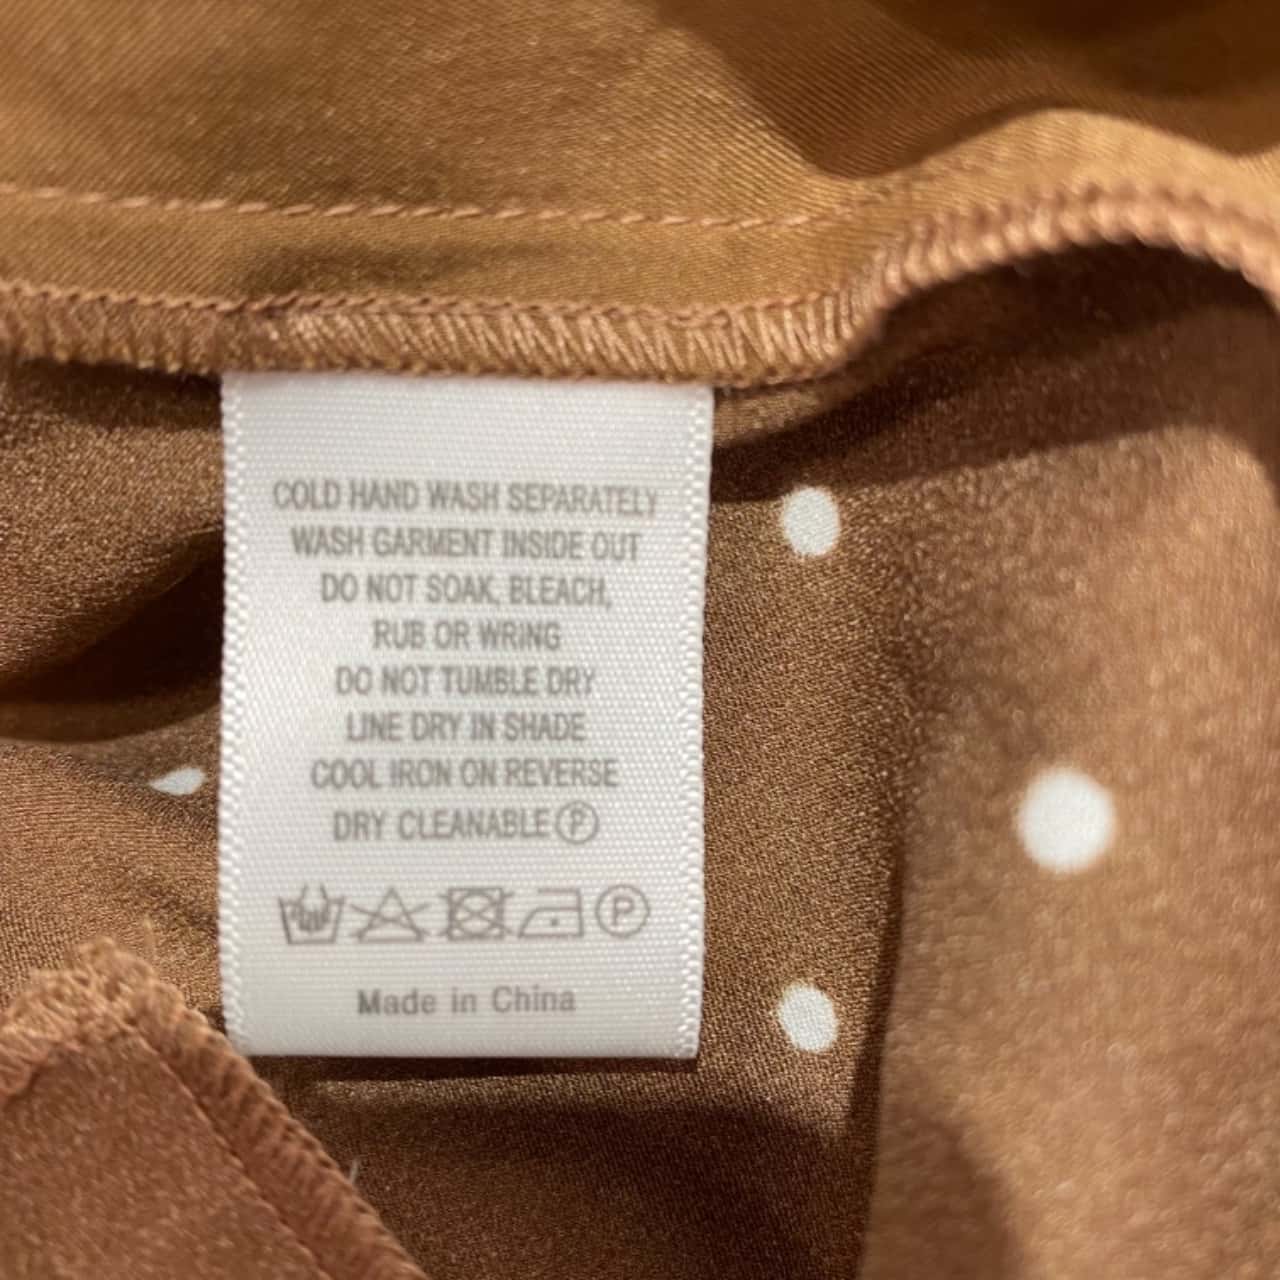 COLD HAND WASH SEPARATELY
WASH GARMENT INSIDE OUT
DO NOT SOAK, BLEACH,
RUB OR WRING
DO NOT TUMBLE DRY
LINE DRY IN SHADE
COOL IRON ON REVERSE
DRY CLEANABLE Ⓟ
Ⓟ
Made in China